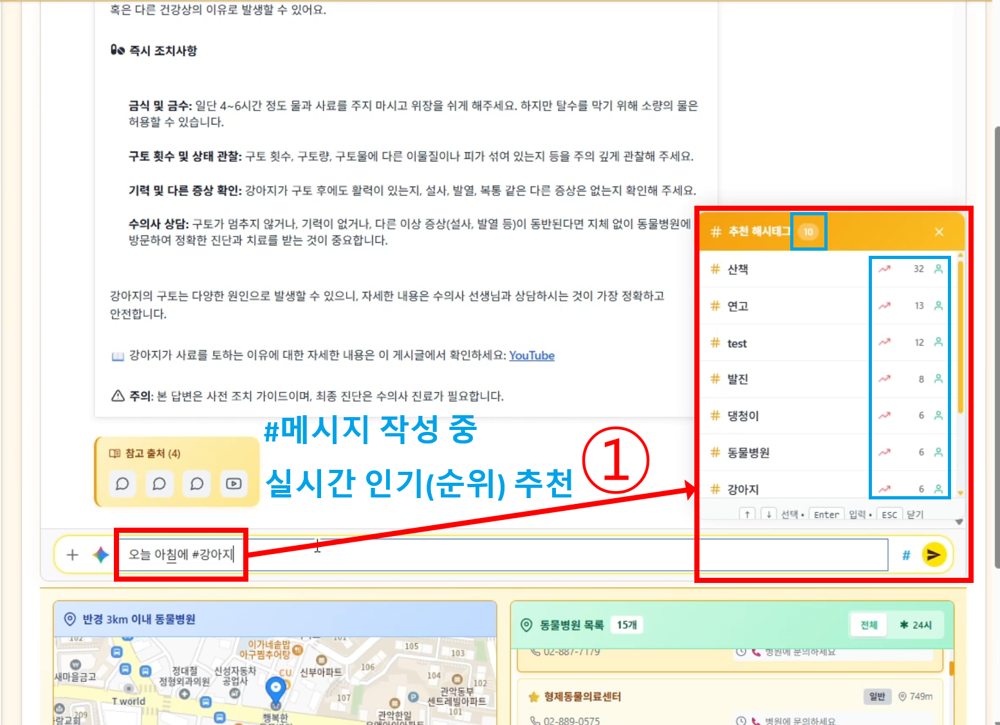 혹은 다른 건강상의 이유로 발생할 수 있어요.
즉시 조치사항
금식 및 금수: 일단 4~6시간 정도 물과 사료를 주지 마시고 위장을 쉬게 해주세요. 하지만 탈수를 막기 위해 소량의 물은
허용할 수 있습니다.
구토 횟수 및 상태 관찰: 구토 횟수, 구토량, 구토물에 다른 이물질이나 피가 섞여 있는지 등을 주의 깊게 관찰해 주세요.
기력 및 다른 증상 확인: 강아지가 구토 후에도 활력이 있는지, 설사, 발열, 복통 같은 다른 증상은 없는지 확인해 주세요.
수의사 상담: 구토가 멈추지 않거나, 기력이 없거나, 다른 이상 증상(설사, 발열 등)이 동반된다면 지체 없이 동물병원에
방문하여 정확한 진단과 치료를 받는 것이 중요합니다.
강아지의 구토는 다양한 원인으로 발생할 수 있으니, 자세한 내용은 수의사 선생님과 상담하시는 것이 가장 정확하고
안전합니다.
강아지가 사료를 토하는 이유에 대한 자세한 내용은 이 게시글에서 확인하세요: YouTube
주의: 본 답변은 사전 조치 가이드이며, 최종 진단은 수의사 진료가 필요합니다.
#메시지 작성 중
실시간 인기(순위) 추천
①
참고 출처 (4)
# 추천 해시태그 10
# 산책 32
# 연고 13
# test 12
# 발진 8
# 댕청이 6
# 동물병원 6
# 강아지 6
↑ ↓ 선택 • Enter 입력 • ESC 닫기
오늘 아침에 #강아지
#
반경 3km 이내 동물병원
102
101
105
103
이가네솥밥
아구찜추어탕
새마을금고
정대철
정형외과의원
신성자동차
공업사
CU
신부아파트
106
104
102
T world
107
관악동부
센트레빌아파트
101
209
행복한
관악한일
동물병원 목록 15개
전체
24시
02-887-7179
병원에 문의하세요
형제동물의료센터
일반
749m
02-889-0575
병원에 문의하세요